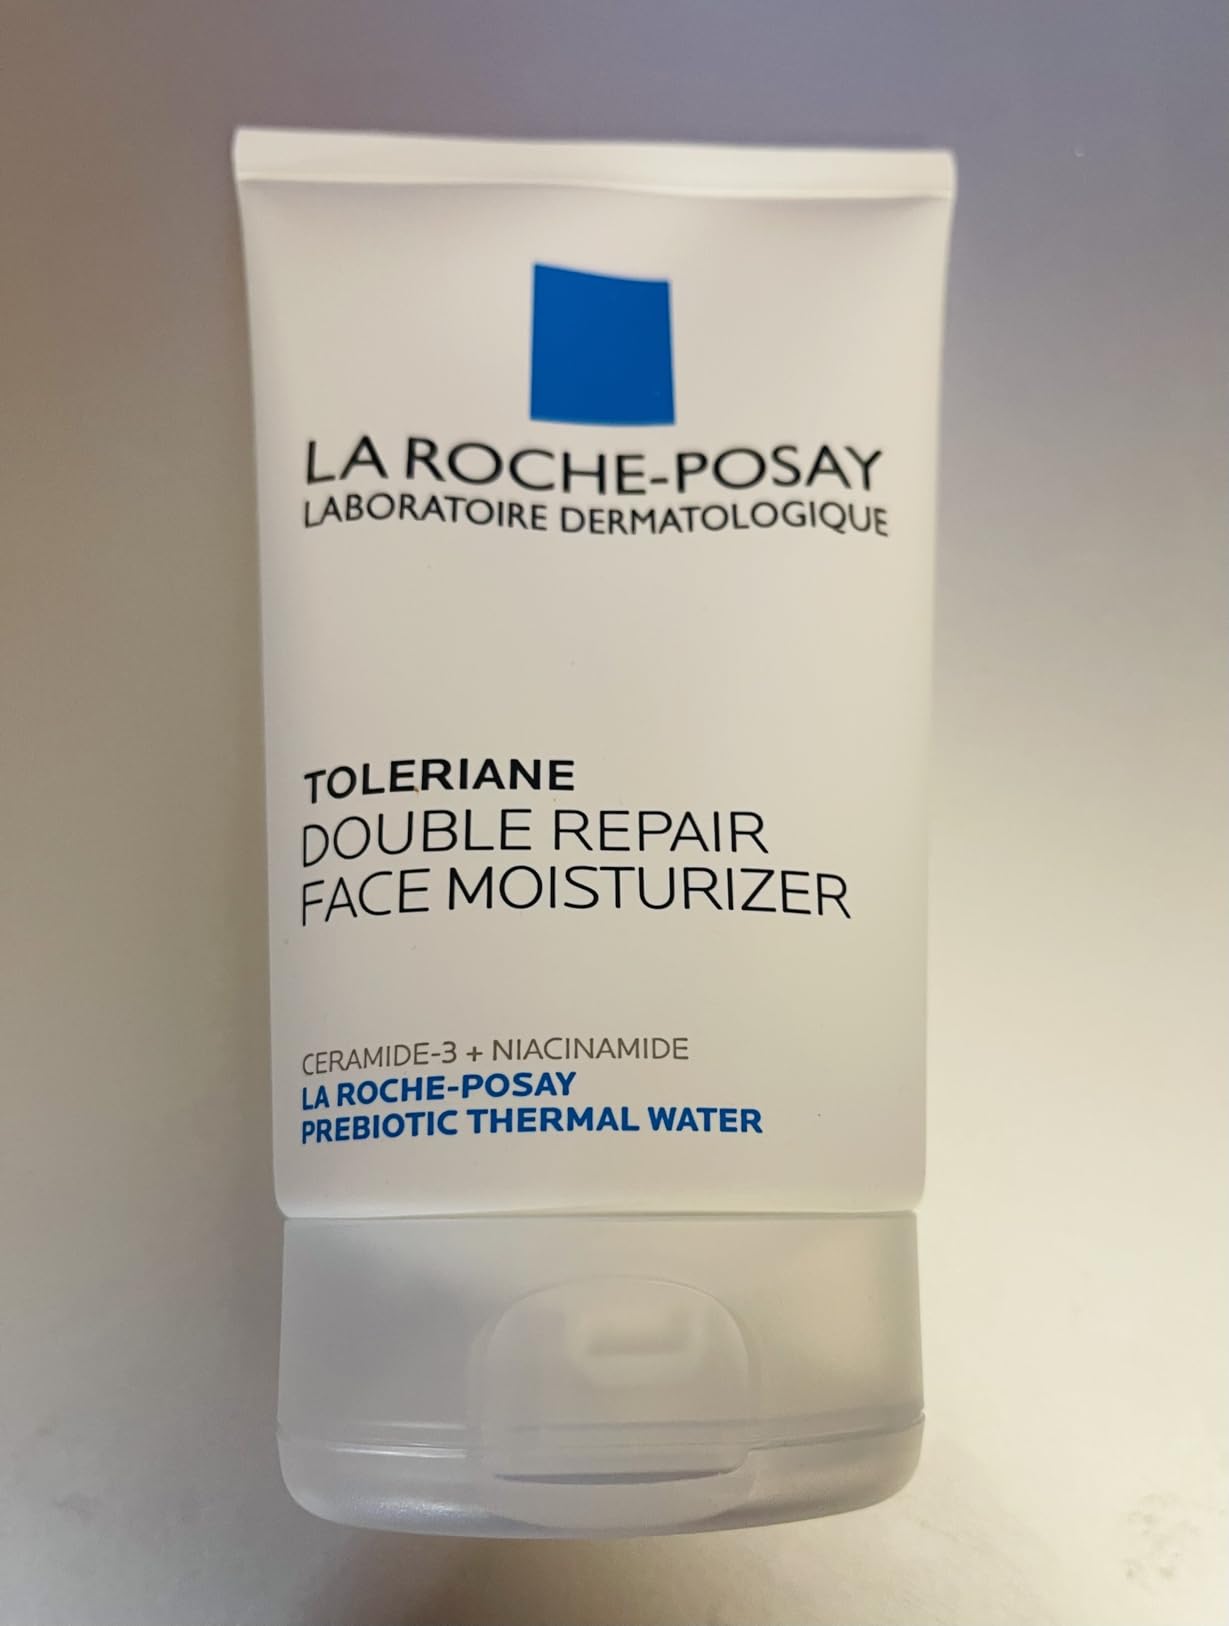 LA ROCHE-POSAY
LABORATOIRE DERMATOLOGIQUE
TOLERIANE
DOUBLE REPAIR
FACE MOISTURIZER
CERAMIDE-3 + NIACINAMIDE
LA ROCHE-POSAY
PREBIOTIC THERMAL WATER